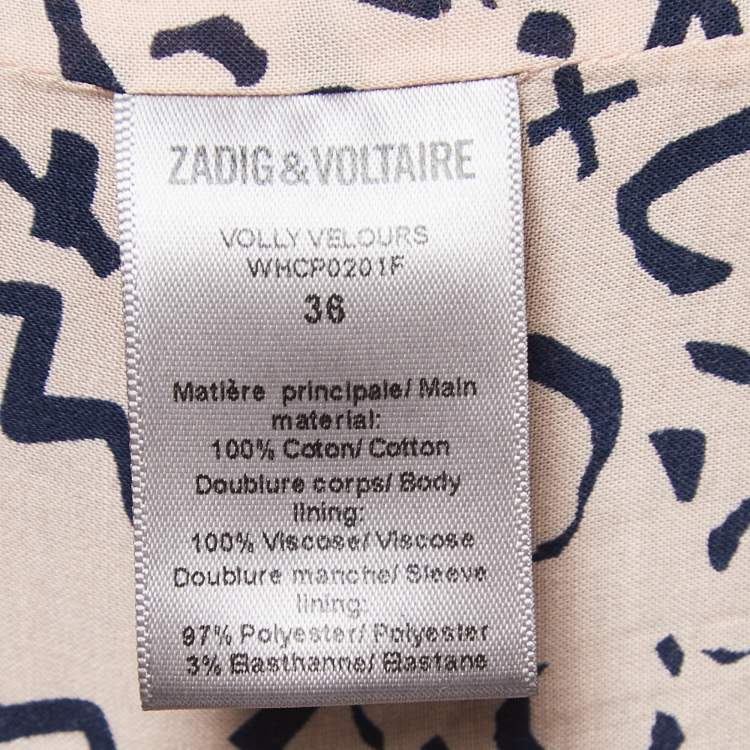 ZADIG&VOLTAIRE
VOLLY VELOURS
WHCP0201F
36
Matière principale/ Main
material:
100% Coton/ Cotton
Doublure corps/ Body
lining:
100% Viscose/ Viscose
Doublure manche/ Sleeve
lining:
97% Polyester/ Polyester
3% Elasthanne/ Elastane